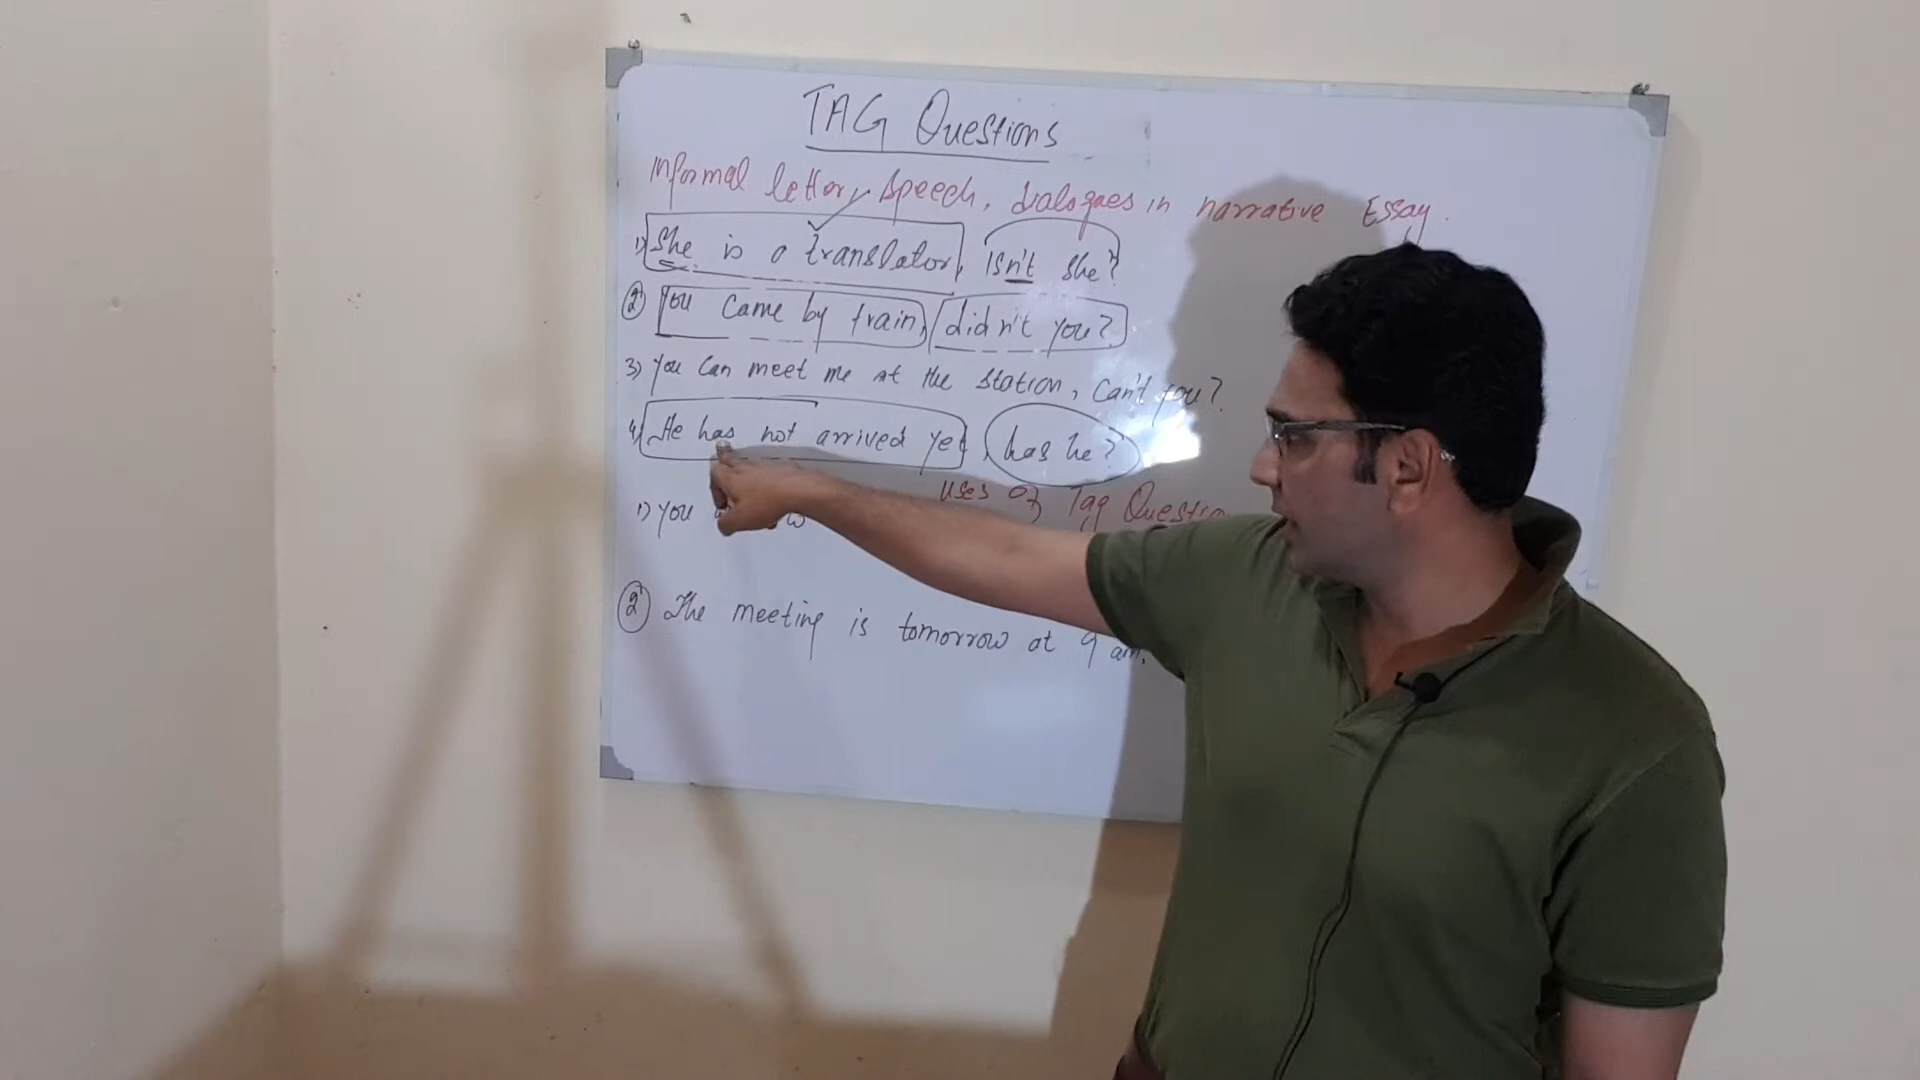 TAG Questions
Informal letter, speech, dialogues in narrative Essay.
1) She is a translator, isn't she?
2 You came by train, didn't you?
3) You can meet me at the station, can't you?
4) He has not arrived yet, has he?
Uses of Tag Question
1) You
2 The meeting is tomorrow at 9 am.